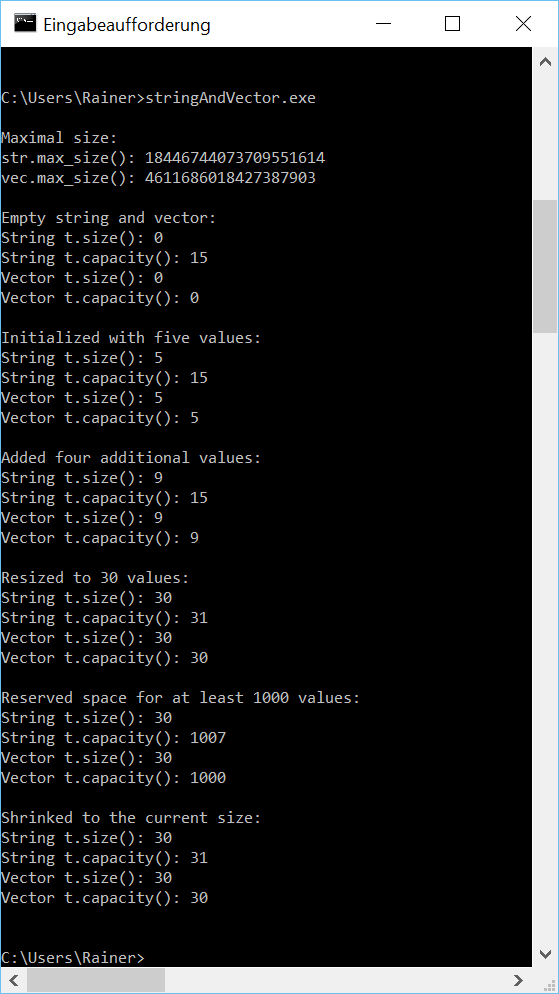 Eingabeaufforderung
C:\Users\Rainer>stringAndVector.exe
Maximal size:
str.max_size(): 18446744073709551614
vec.max_size(): 4611686018427387903
Empty string and vector:
String t.size(): 0
String t.capacity(): 15
Vector t.size(): 0
Vector t.capacity(): 0
Initialized with five values:
String t.size(): 5
String t.capacity(): 15
Vector t.size(): 5
Vector t.capacity(): 5
Added four additional values:
String t.size(): 9
String t.capacity(): 15
Vector t.size(): 9
Vector t.capacity(): 9
Resized to 30 values:
String t.size(): 30
String t.capacity(): 31
Vector t.size(): 30
Vector t.capacity(): 30
Reserved space for at least 1000 values:
String t.size(): 30
String t.capacity(): 1007
Vector t.size(): 30
Vector t.capacity(): 1000
Shrinked to the current size:
String t.size(): 30
String t.capacity(): 31
Vector t.size(): 30
Vector t.capacity(): 30
C:\Users\Rainer>